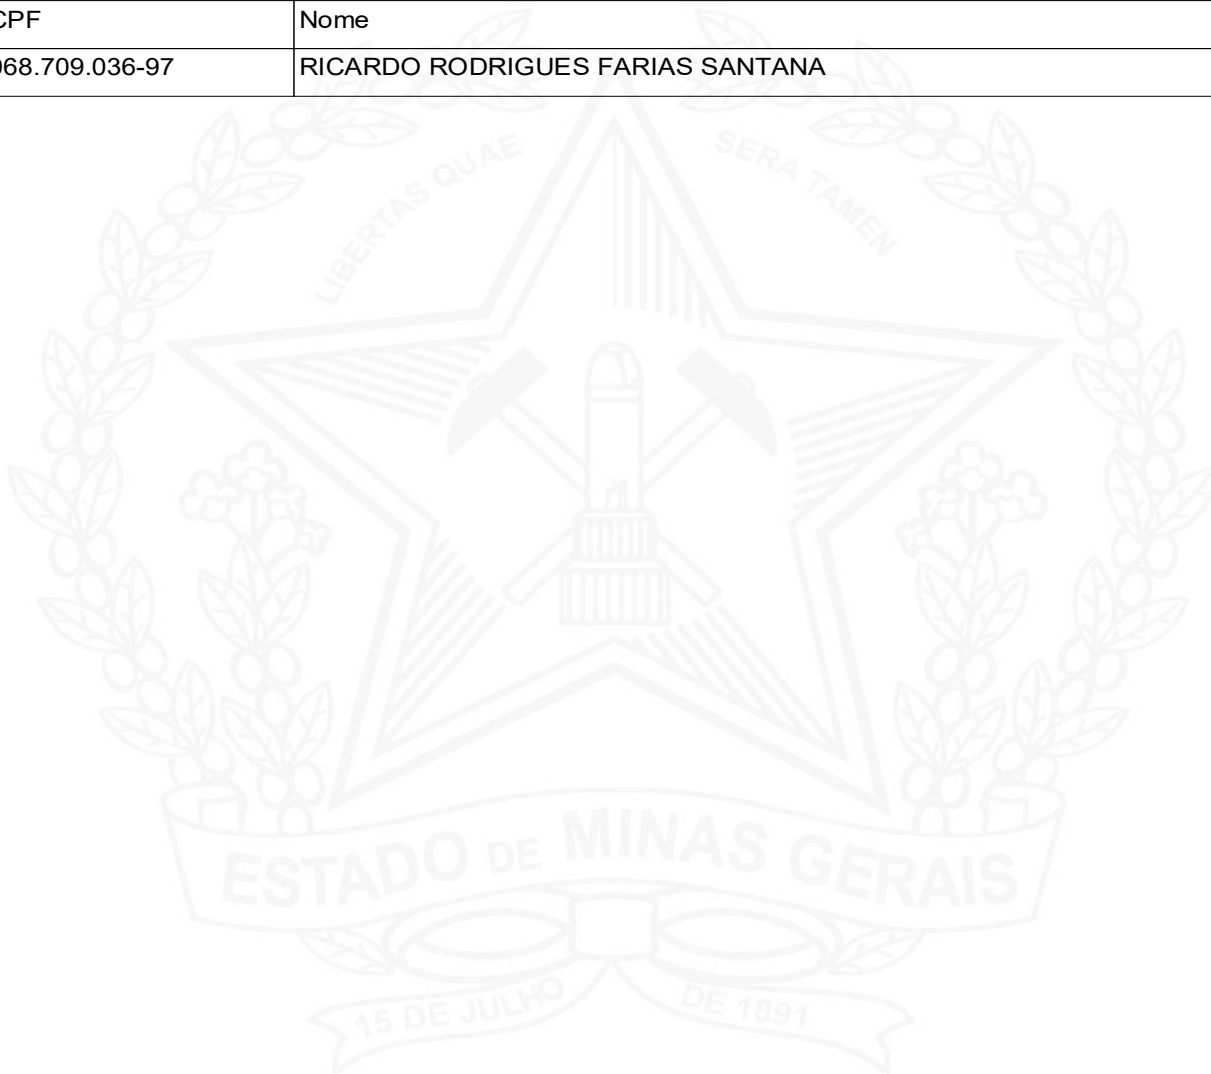 CPF Nome
068.709.036-97 RICARDO RODRIGUES FARIAS SANTANA
LIBERTAS QUAE SERA TAMEN
ESTADO DE MINAS GERAIS
15 DE JULHO DE 1891